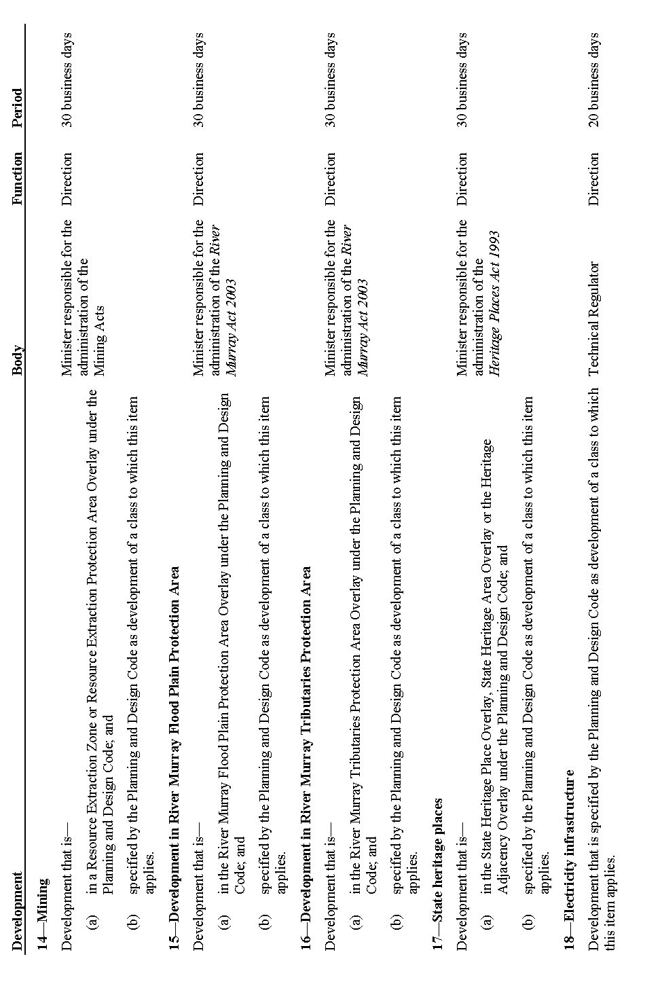 Development Body Function Period
14—Mining
Development that is— Minister responsible for the Direction 30 business days
administration of the
Mining Acts
(a) in a Resource Extraction Zone or Resource Extraction Protection Area Overlay under the
Planning and Design Code; and
(b) specified by the Planning and Design Code as development of a class to which this item
applies.
15—Development in River Murray Flood Plain Protection Area
Development that is— Minister responsible for the Direction 30 business days
administration of the River
Murray Act 2003
(a) in the River Murray Flood Plain Protection Area Overlay under the Planning and Design
Code; and
(b) specified by the Planning and Design Code as development of a class to which this item
applies.
16—Development in River Murray Tributaries Protection Area
Development that is— Minister responsible for the Direction 30 business days
administration of the River
Murray Act 2003
(a) in the River Murray Tributaries Protection Area Overlay under the Planning and Design
Code; and
(b) specified by the Planning and Design Code as development of a class to which this item
applies.
17—State heritage places
Development that is— Minister responsible for the Direction 30 business days
administration of the
Heritage Places Act 1993
(a) in the State Heritage Place Overlay, State Heritage Area Overlay or the Heritage
Adjacency Overlay under the Planning and Design Code; and
(b) specified by the Planning and Design Code as development of a class to which this item
applies.
18—Electricity infrastructure
Development that is specified by the Planning and Design Code as development of a class to which Technical Regulator Direction 20 business days
this item applies.